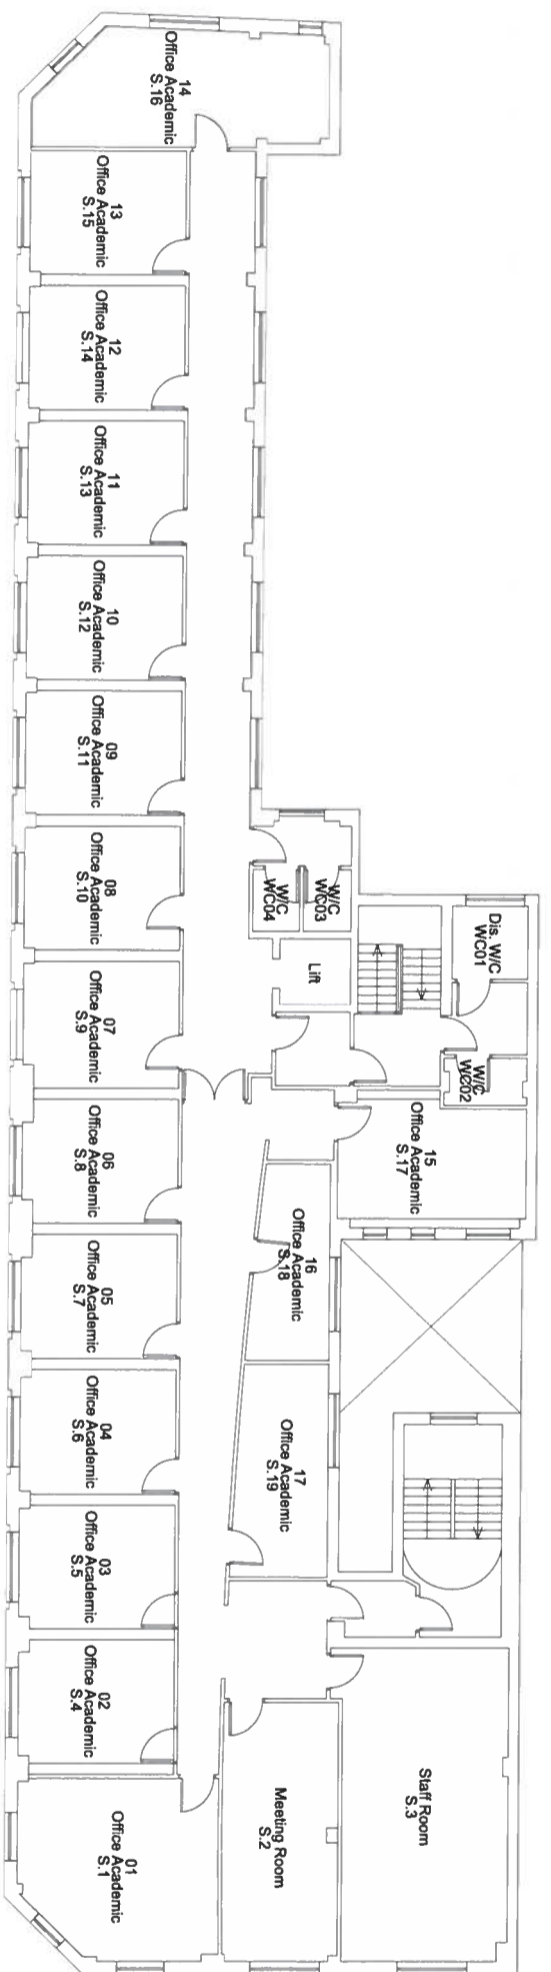 14
Office Academic
S.16
13
Office Academic
S.15
12
Office Academic
S.14
11
Office Academic
S.13
10
Office Academic
S.12
09
Office Academic
S.11
08
Office Academic
S.10
07
Office Academic
S.9
06
Office Academic
S.8
05
Office Academic
S.7
04
Office Academic
S.6
03
Office Academic
S.5
02
Office Academic
S.4
01
Office Academic
S.1
W/C
WC03
W/C
WC04
Lift
Dis. W/C
WC01
W/C
WC02
15
Office Academic
S.17
16
Office Academic
S.18
17
Office Academic
S.19
Meeting Room
S.2
Staff Room
S.3